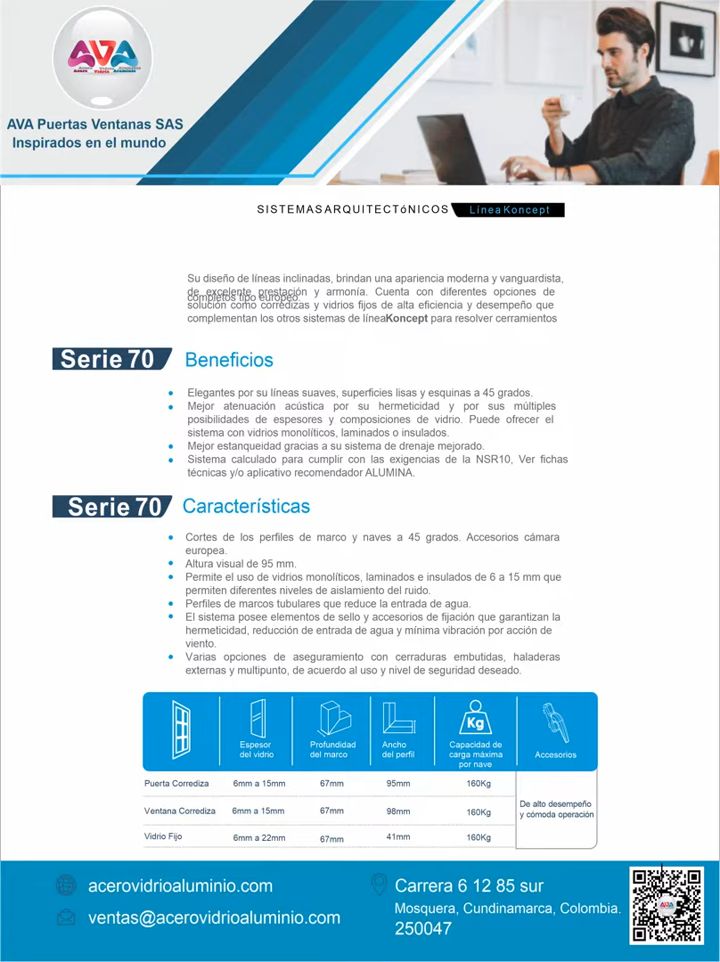 AVA
Acero Vidrio Aluminio
AVA Puertas Ventanas SAS
Inspirados en el mundo
SISTEMAS ARQUITECTóNICOS Línea Koncept
Su diseño de líneas inclinadas, brindan una apariencia moderna y vanguardista,
de excelente prestación y armonía. Cuenta con diferentes opciones de
completos tipo europeo.
solución como corredizas y vidrios fijos de alta eficiencia y desempeño que
complementan los otros sistemas de líneaKoncept para resolver cerramientos
Serie 70 Beneficios
Elegantes por su líneas suaves, superficies lisas y esquinas a 45 grados.
Mejor atenuación acústica por su hermeticidad y por sus múltiples
posibilidades de espesores y composiciones de vidrio. Puede ofrecer el
sistema con vidrios monolíticos, laminados o insulados.
Mejor estanqueidad gracias a su sistema de drenaje mejorado.
Sistema calculado para cumplir con las exigencias de la NSR10, Ver fichas
técnicas y/o aplicativo recomendador ALUMINA.
Serie 70 Características
Cortes de los perfiles de marco y naves a 45 grados. Accesorios cámara
europea.
Altura visual de 95 mm.
Permite el uso de vidrios monolíticos, laminados e insulados de 6 a 15 mm que
permiten diferentes niveles de aislamiento del ruido.
Perfiles de marcos tubulares que reduce la entrada de agua.
El sistema posee elementos de sello y accesorios de fijación que garantizan la
hermeticidad, reducción de entrada de agua y mínima vibración por acción de
viento.
Varias opciones de aseguramiento con cerraduras embutidas, haladeras
externas y multipunto, de acuerdo al uso y nivel de seguridad deseado.
Kg
Espesor
del vidrio
Profundidad
del marco
Ancho
del perfil
Capacidad de
carga máxima
por nave
Accesorios
Puerta Corrediza 6mm a 15mm 67mm 95mm 160Kg
Ventana Corrediza 6mm a 15mm 67mm 98mm 160Kg
Vidrio Fijo 6mm a 22mm 67mm 41mm 160Kg
De alto desempeño
y cómoda operación
acerovidrioaluminio.com
ventas@acerovidrioaluminio.com
Carrera 6 12 85 sur
Mosquera, Cundinamarca, Colombia.
250047
AVA